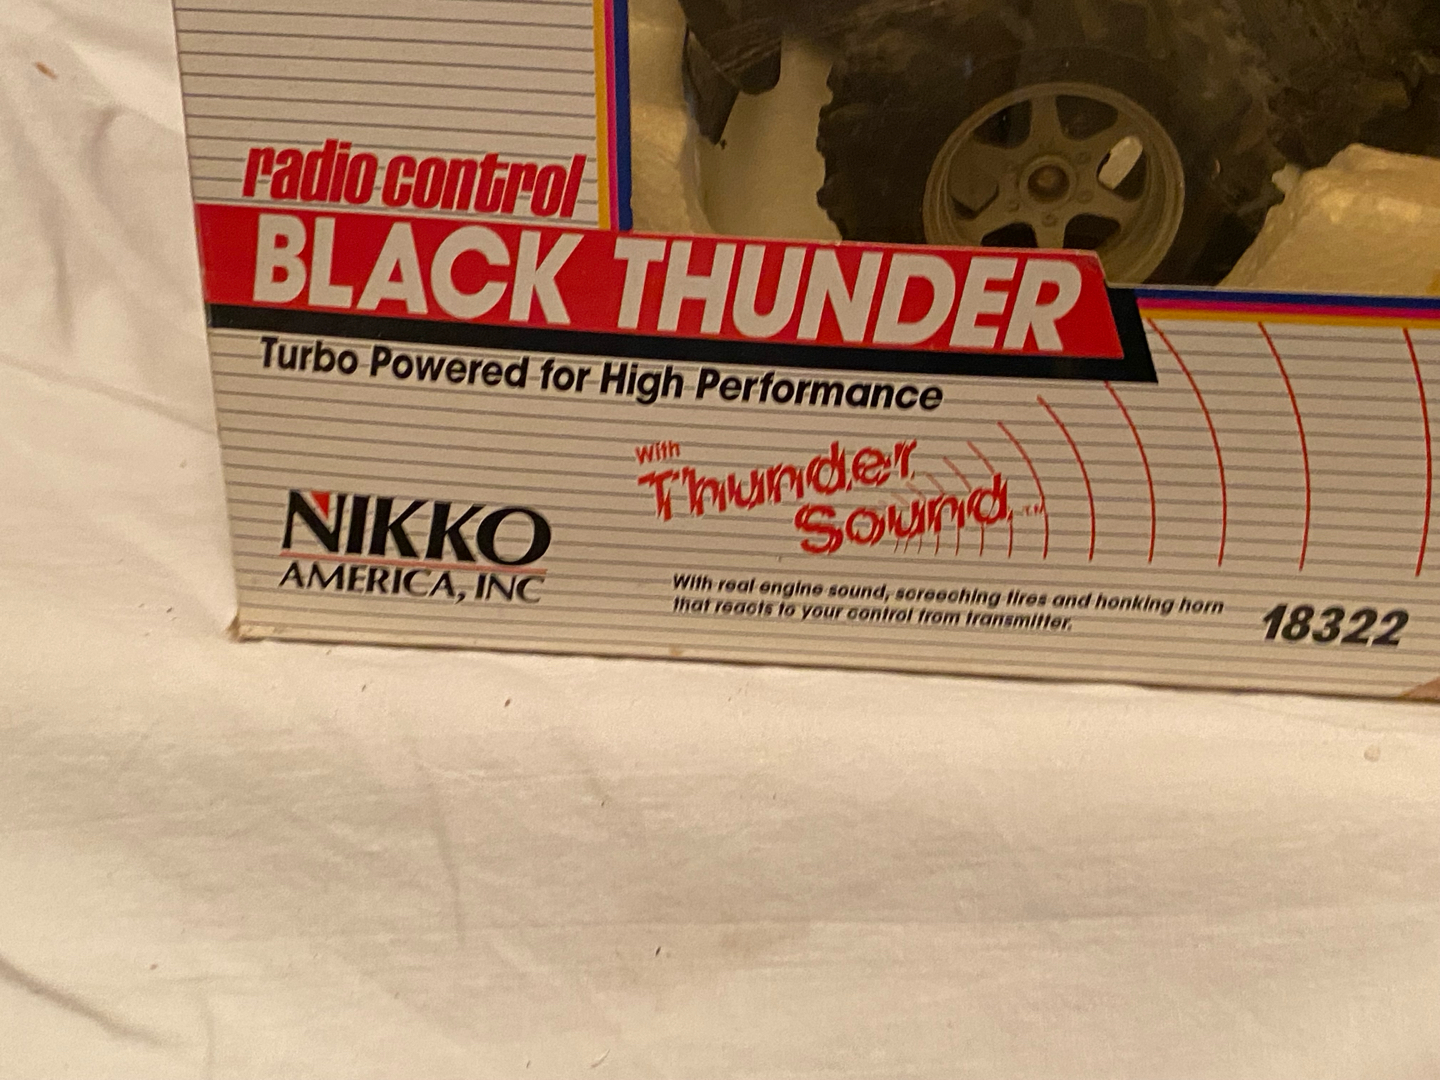 radio control
BLACK THUNDER
Turbo Powered for High Performance
With
Thunder
Sound™
NIKKO
AMERICA, INC
With real engine sound, screeching tires and honking horn
that reacts to your control from transmitter.
18322